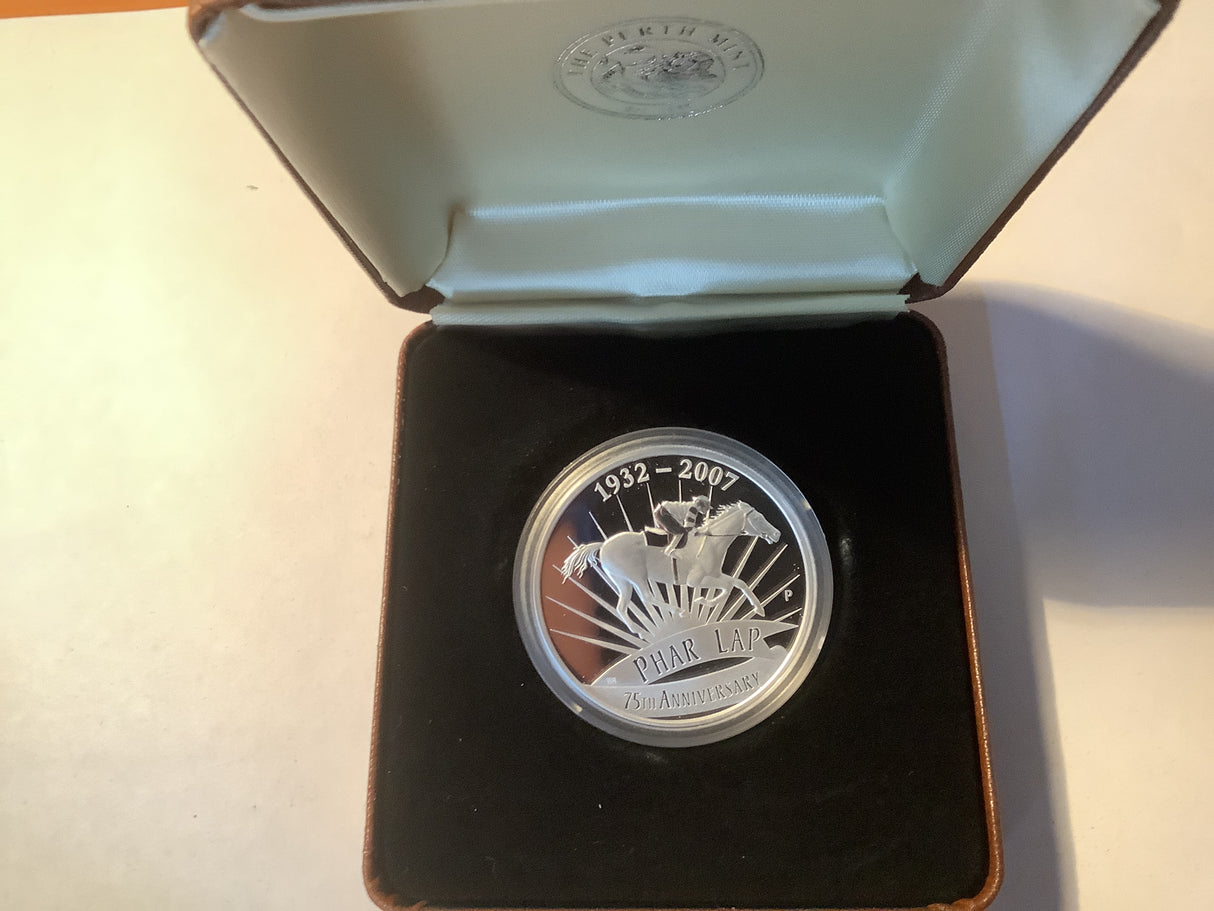 THE PERTH MINT
1932 – 2007
P
PHAR LAP
75TH ANNIVERSARY